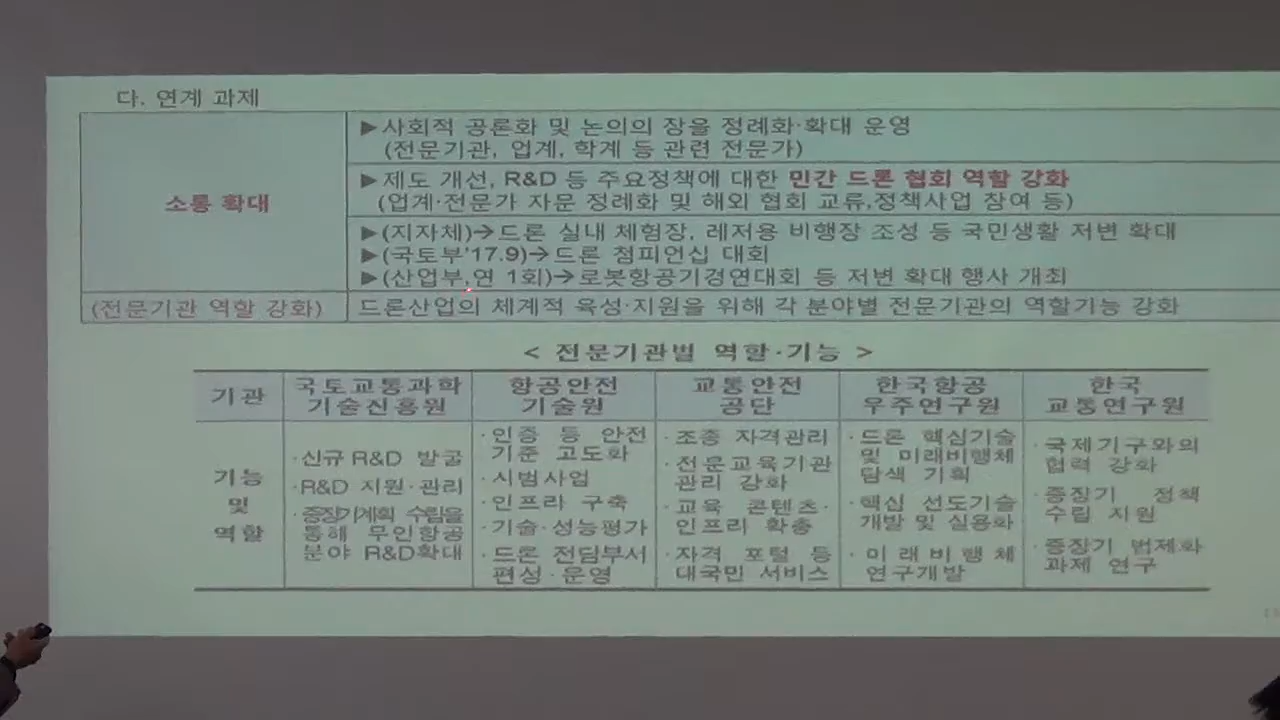 다. 연계 과제
▶사회적 공론화 및 논의의 장을 정례화·확대 운영
(전문기관, 업계, 학계 등 관련 전문가)
소통 확대
▶제도 개선, R&D 등 주요정책에 대한 민간 드론 협회 역할 강화
(업계·전문가 자문 정례화 및 해외 협회 교류,정책사업 참여 등)
▶(지자체)→드론 실내 체험장, 레저용 비행장 조성 등 국민생활 저변 확대
▶(국토부'17.9)→드론 챔피언십 대회
▶(산업부,연 1회)→로봇항공기경연대회 등 저변 확대 행사 개최
(전문기관 역할 강화)
드론산업의 체계적 육성·지원을 위해 각 분야별 전문기관의 역할기능 강화
< 전문기관별 역할·기능 >
기관
국토교통과학
기술진흥원
항공안전
기술원
교통안전
공단
한국항공
우주연구원
한국
교통연구원
기능
및
역할
·신규 R&D 발굴
·R&D 지원·관리
·중장기계획 수립을
통해 무인항공
분야 R&D확대
·인증 등 안전
기준 고도화
·시범사업
·인프라 구축
·기술·성능평가
·드론 전담부서
편성·운영
·조종 자격관리
·전문교육기관
관리 강화
·교육 콘텐츠·
인프라 확충
·자격 포털 등
대국민 서비스
·드론 핵심기술
및 미래비행체
탐색 기획
·핵심 선도기술
개발 및 실용화
·미래비행체
연구개발
·국제기구와의
협력 강화
·중장기 정책
수립 지원
·중장기 법제화
과제 연구